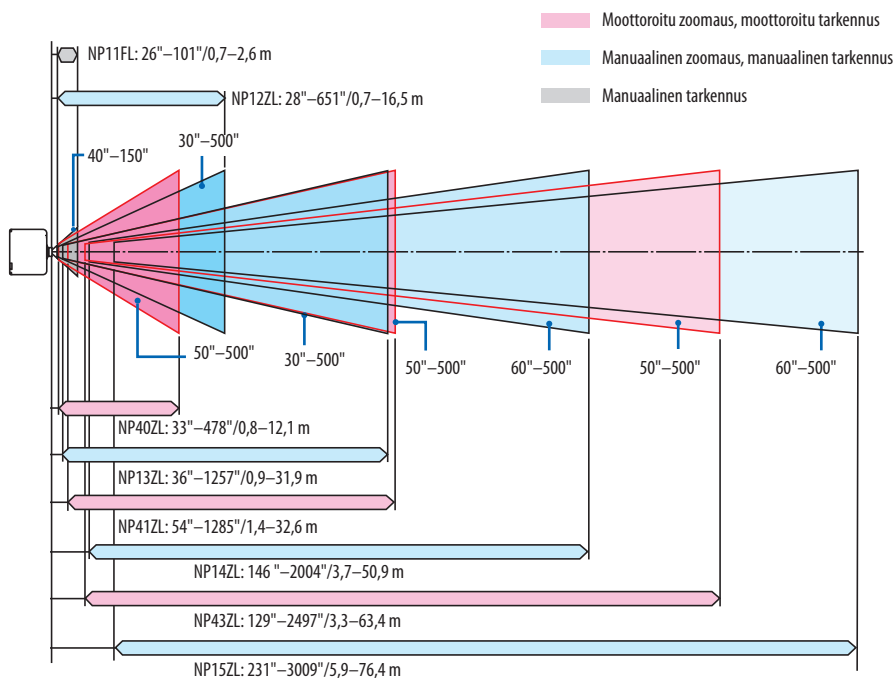 Moottoroitu zoomaus, moottoroitu tarkennus
Manuaalinen zoomaus, manuaalinen tarkennus
Manuaalinen tarkennus
NP11FL: 26"–101"/0,7–2,6 m
NP12ZL: 28"–651"/0,7–16,5 m
30"–500"
40"–150"
50"–500"
30"–500"
50"–500"
60"–500"
50"–500"
60"–500"
NP40ZL: 33"–478"/0,8–12,1 m
NP13ZL: 36"–1257"/0,9–31,9 m
NP41ZL: 54"–1285"/1,4–32,6 m
NP14ZL: 146 "–2004"/3,7–50,9 m
NP43ZL: 129"–2497"/3,3–63,4 m
NP15ZL: 231"–3009"/5,9–76,4 m